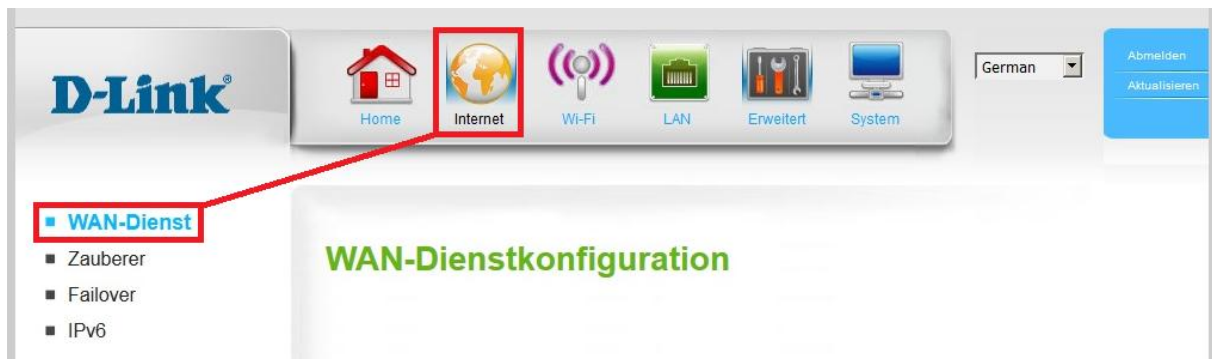 D-Link®
Home Internet Wi-Fi LAN Erweitert System
German
Abmelden
Aktualisieren
WAN-Dienst
Zauberer
Failover
IPv6
WAN-Dienstkonfiguration